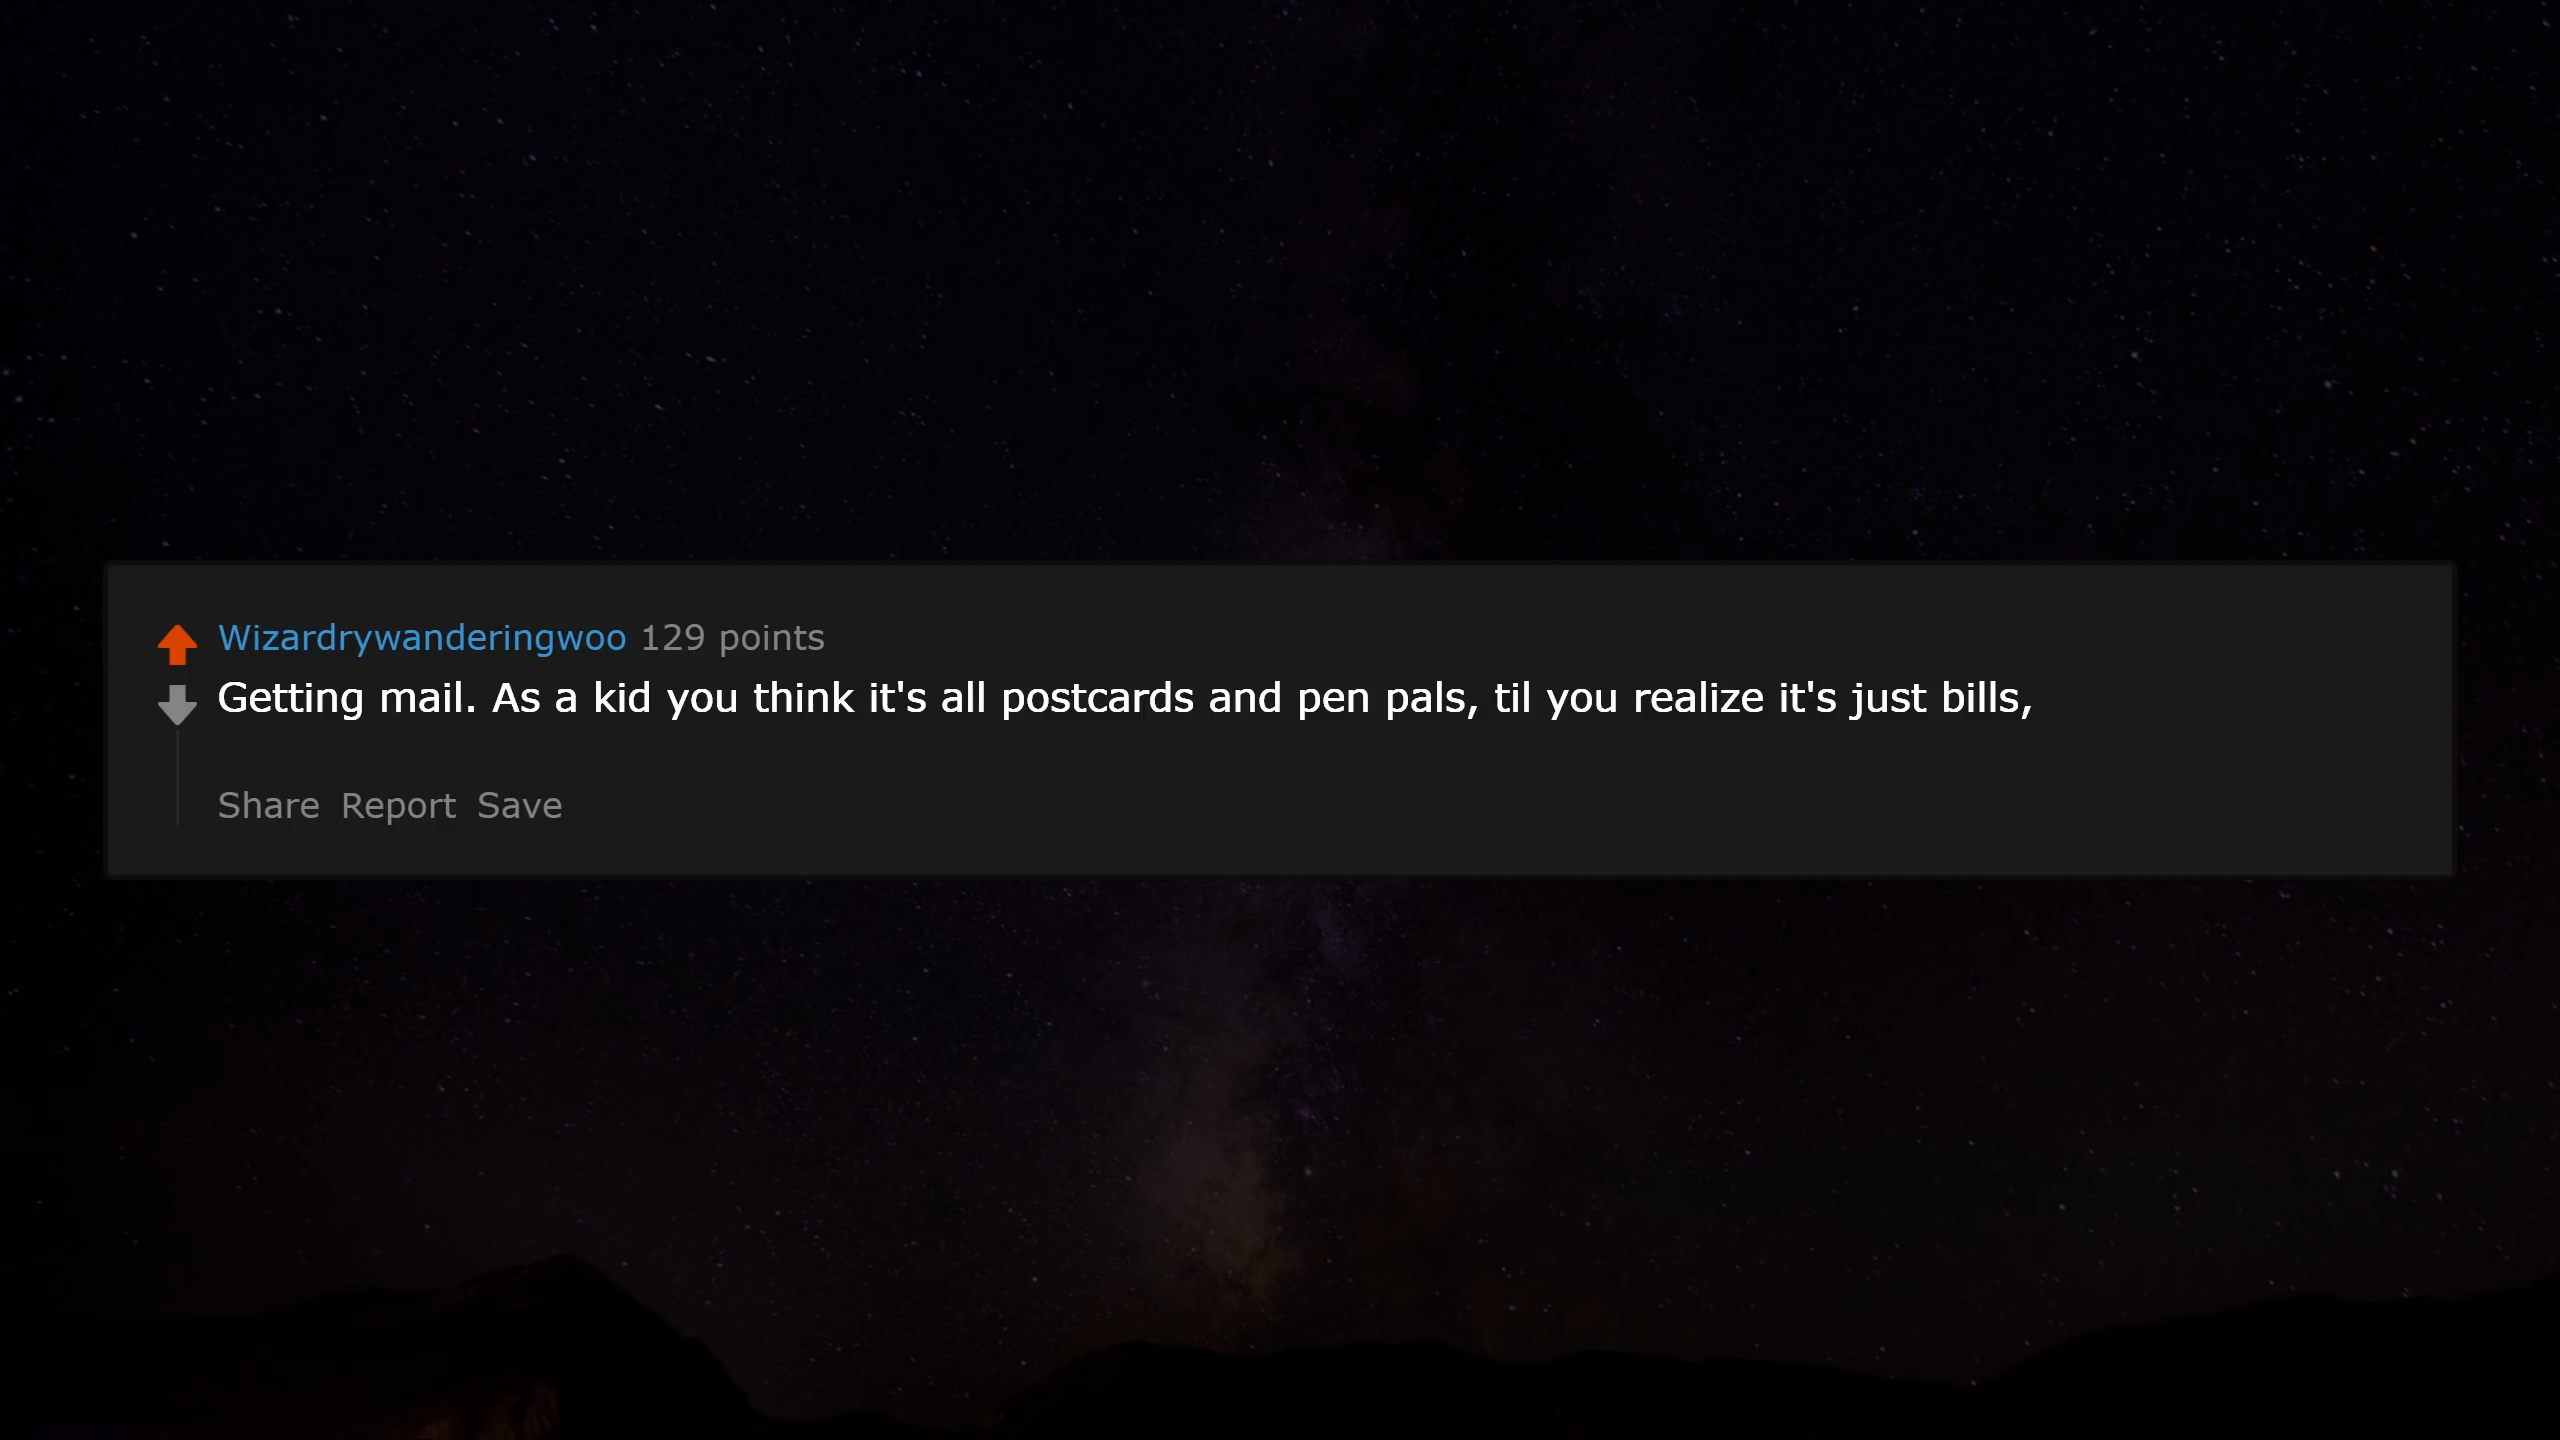 Wizardrywanderingwoo 129 points
Getting mail. As a kid you think it's all postcards and pen pals, til you realize it's just bills,
Share Report Save